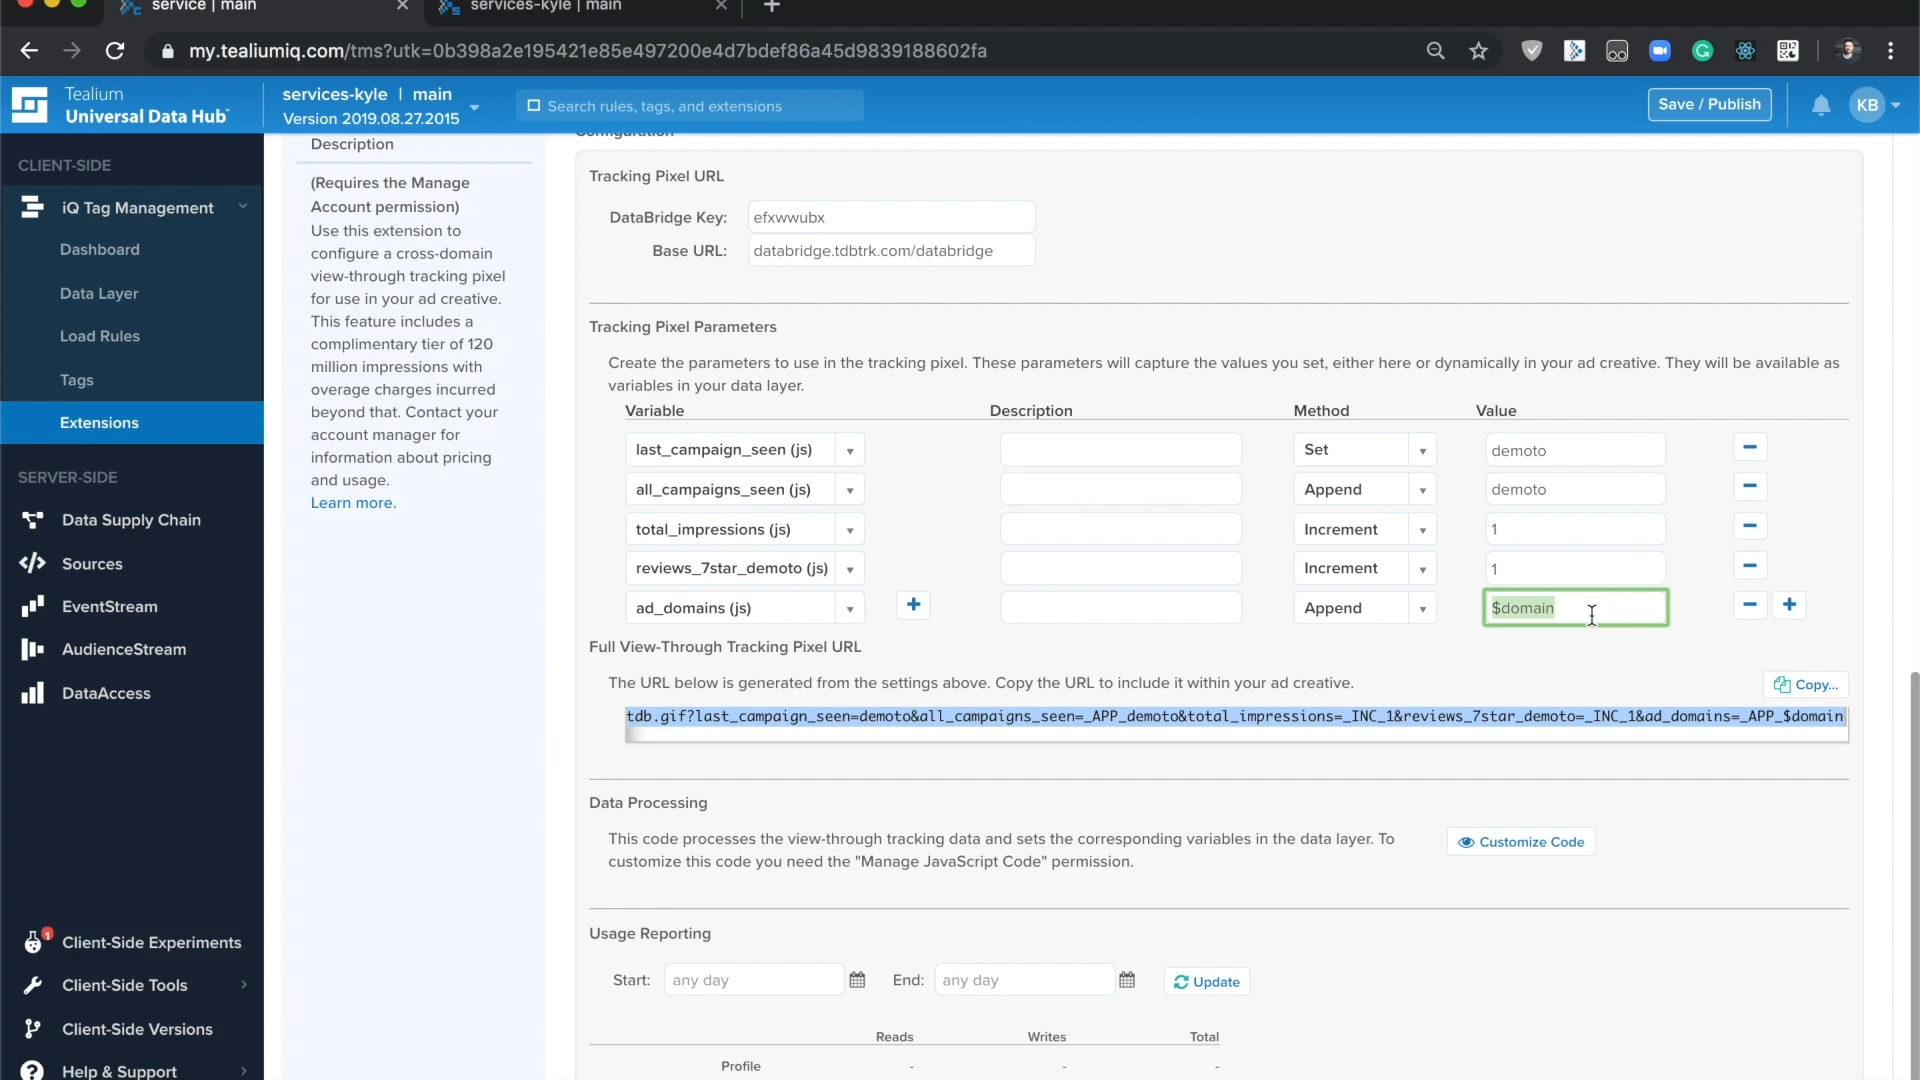 service | main
services-kyle | main
my.tealiumiq.com/tms?utk=0b398a2e195421e85e497200e4d7bdef86a45d9839188602fa
Tealium
Universal Data Hub
services-kyle | main
Version 2019.08.27.2015
Search rules, tags, and extensions
Save / Publish
KB
CLIENT-SIDE
iQ Tag Management
Dashboard
Data Layer
Load Rules
Tags
Extensions
SERVER-SIDE
Data Supply Chain
Sources
EventStream
AudienceStream
DataAccess
1
Client-Side Experiments
Client-Side Tools
Client-Side Versions
Help & Support
Description
(Requires the Manage
Account permission)
Use this extension to
configure a cross-domain
view-through tracking pixel
for use in your ad creative.
This feature includes a
complimentary tier of 120
million impressions with
overage charges incurred
beyond that. Contact your
account manager for
information about pricing
and usage.
Learn more.
Configuration
Tracking Pixel URL
DataBridge Key: efxwwubx
Base URL: databridge.tdbtrk.com/databridge
Tracking Pixel Parameters
Create the parameters to use in the tracking pixel. These parameters will capture the values you set, either here or dynamically in your ad creative. They will be available as
variables in your data layer.
Variable Description Method Value
last_campaign_seen (js) Set demoto
all_campaigns_seen (js) Append demoto
total_impressions (js) Increment 1
reviews_7star_demoto (js) Increment 1
ad_domains (js) Append $domain
Full View-Through Tracking Pixel URL
The URL below is generated from the settings above. Copy the URL to include it within your ad creative.
Copy...
tdb.gif?last_campaign_seen=demoto&all_campaigns_seen=_APP_demoto&total_impressions=_INC_1&reviews_7star_demoto=_INC_1&ad_domains=_APP_$domain
Data Processing
This code processes the view-through tracking data and sets the corresponding variables in the data layer. To
customize this code you need the "Manage JavaScript Code" permission.
Customize Code
Usage Reporting
Start: any day End: any day Update
Reads Writes Total
Profile - - -